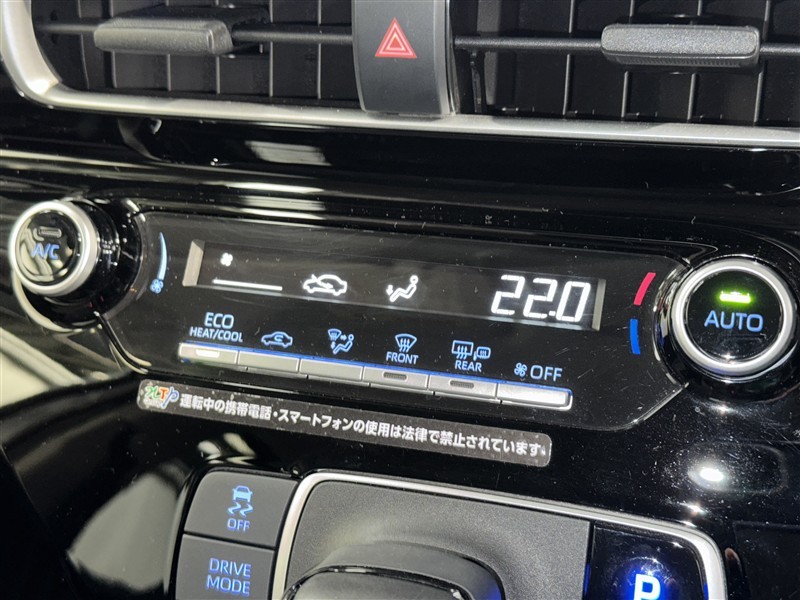 A/C
22.0
AUTO
ECO
HEAT/COOL
FRONT
REAR
OFF
運転中の携帯電話・スマートフォンの使用は法律で禁止されています
OFF
DRIVE
MODE
P